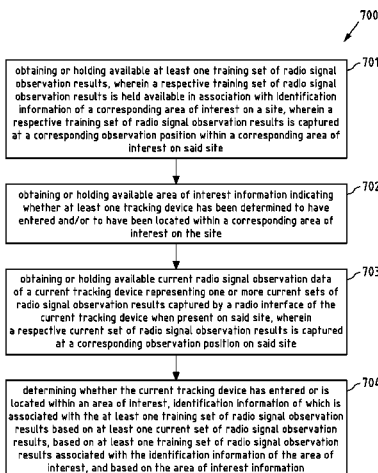 700
701
obtaining or holding available at least one training set of radio signal
observation results, wherein a respective training set of radio signal
observation results is held available in association with identification
information of a corresponding area of interest on a site, wherein a
respective training set of radio signal observation results is captured
at a corresponding observation position within a corresponding area of
interest on said site
702
obtaining or holding available area of interest information indicating
whether at least one tracking device has been determined to have
entered and/or to have been located within a corresponding area of
interest on the site
703
obtaining or holding available current radio signal observation data
of a current tracking device representing one or more current sets of
radio signal observation results captured by a radio interface of the
current tracking device when present on said site, wherein
a respective current set of radio signal observation results is captured
at a corresponding observation position on said site
704
determining whether the current tracking device has entered or is
located within an area of interest, identification information of which is
associated with the at least one training set of radio signal observation
results based on at least one current set of radio signal observation
results, based on at least one training set of radio signal observation
results associated with the identification information of the area of
interest, and based on the area of interest information